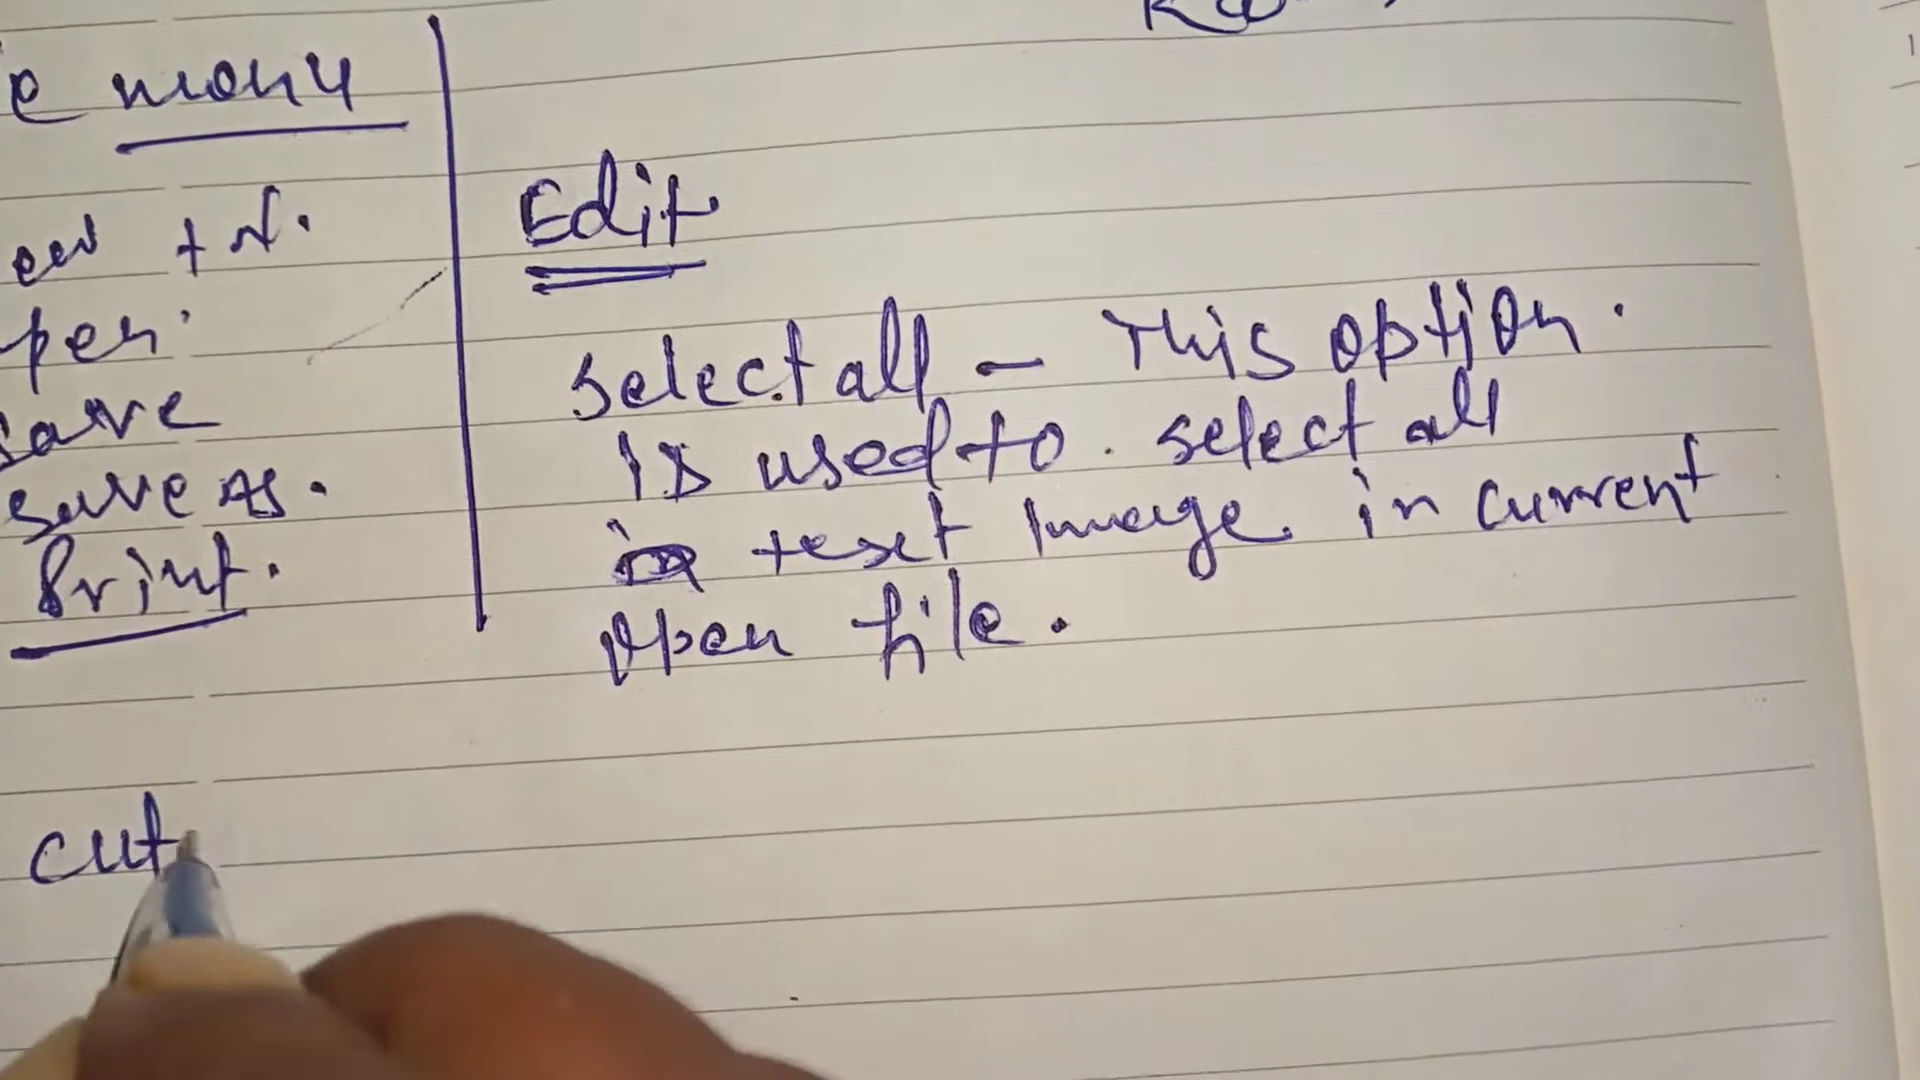 e menu
ew
pen
save
save As.
Print.
Edit
select all - This option.
is used to. select all
text Image. in current
open file.
cut